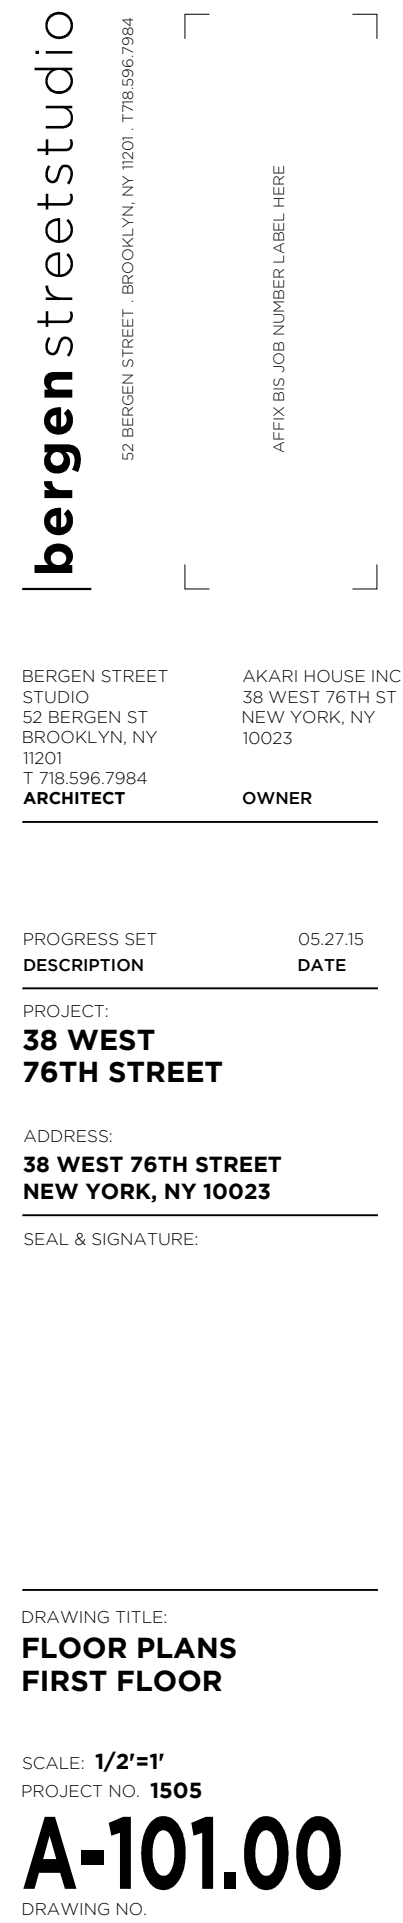 bergenstreetstudio
52 BERGEN STREET . BROOKLYN, NY 11201 . T718.596.7984
AFFIX BIS JOB NUMBER LABEL HERE
BERGEN STREET
STUDIO
52 BERGEN ST
BROOKLYN, NY
11201
T 718.596.7984
ARCHITECT
AKARI HOUSE INC
38 WEST 76TH ST
NEW YORK, NY
10023
OWNER
PROGRESS SET 05.27.15
DESCRIPTION DATE
PROJECT:
38 WEST
76TH STREET
ADDRESS:
38 WEST 76TH STREET
NEW YORK, NY 10023
SEAL & SIGNATURE:
DRAWING TITLE:
FLOOR PLANS
FIRST FLOOR
SCALE: 1/2'=1'
PROJECT NO. 1505
A-101.00
DRAWING NO.